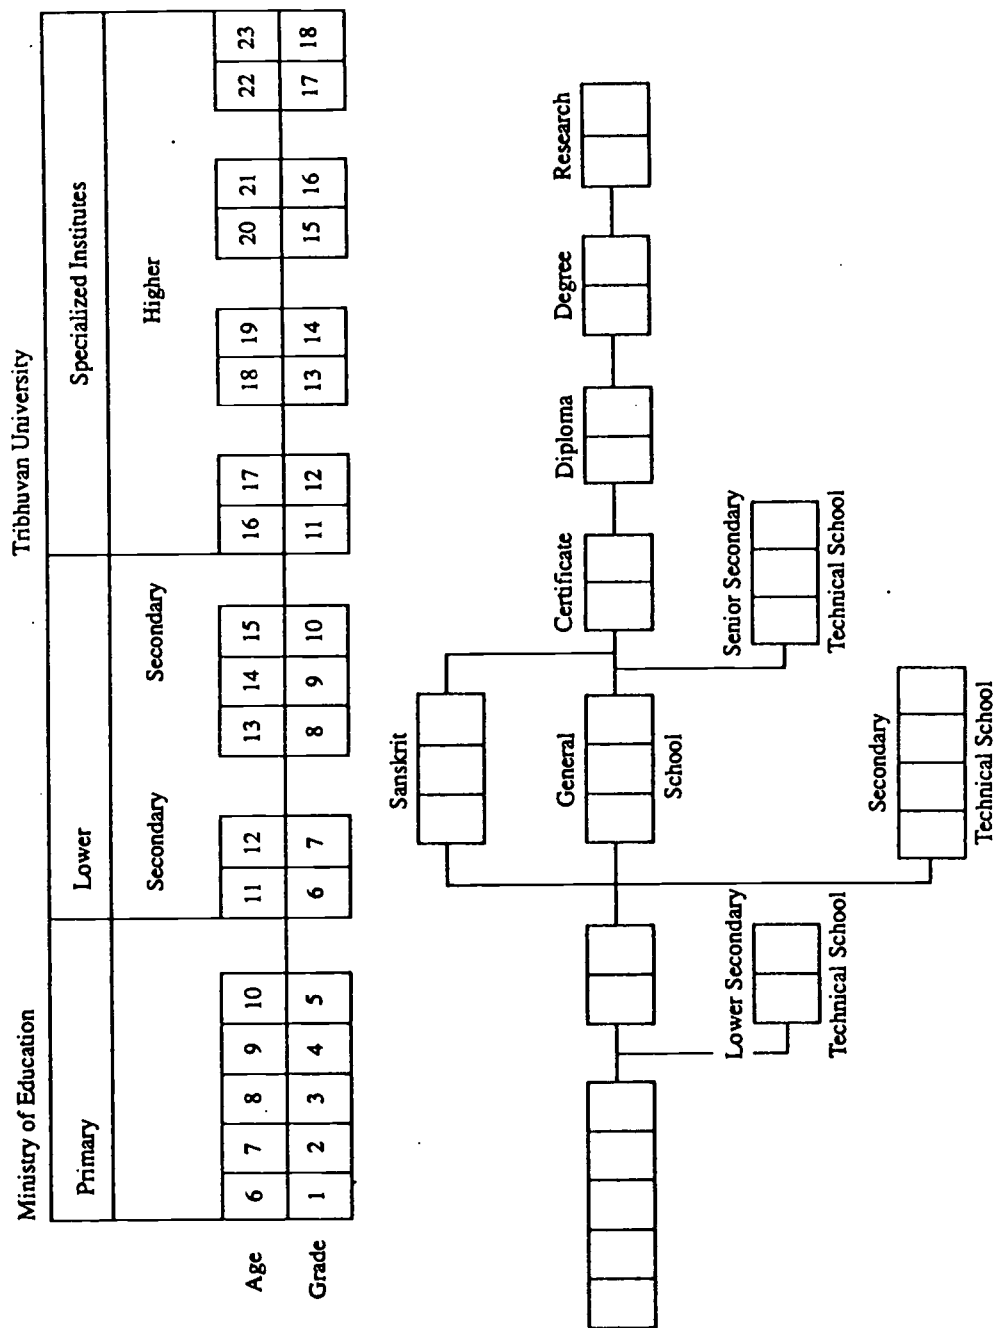 Ministry of Education Tribhuvan University
Primary Lower Specialized Institutes
Secondary Secondary Higher
Age 6 7 8 9 10 11 12 13 14 15 16 17 18 19 20 21 22 23
Grade 1 2 3 4 5 6 7 8 9 10 11 12 13 14 15 16 17 18
Sanskrit
General
School
Certificate Diploma Degree Research
Lower Secondary
Technical School
Senior Secondary
Technical School
Secondary
Technical School